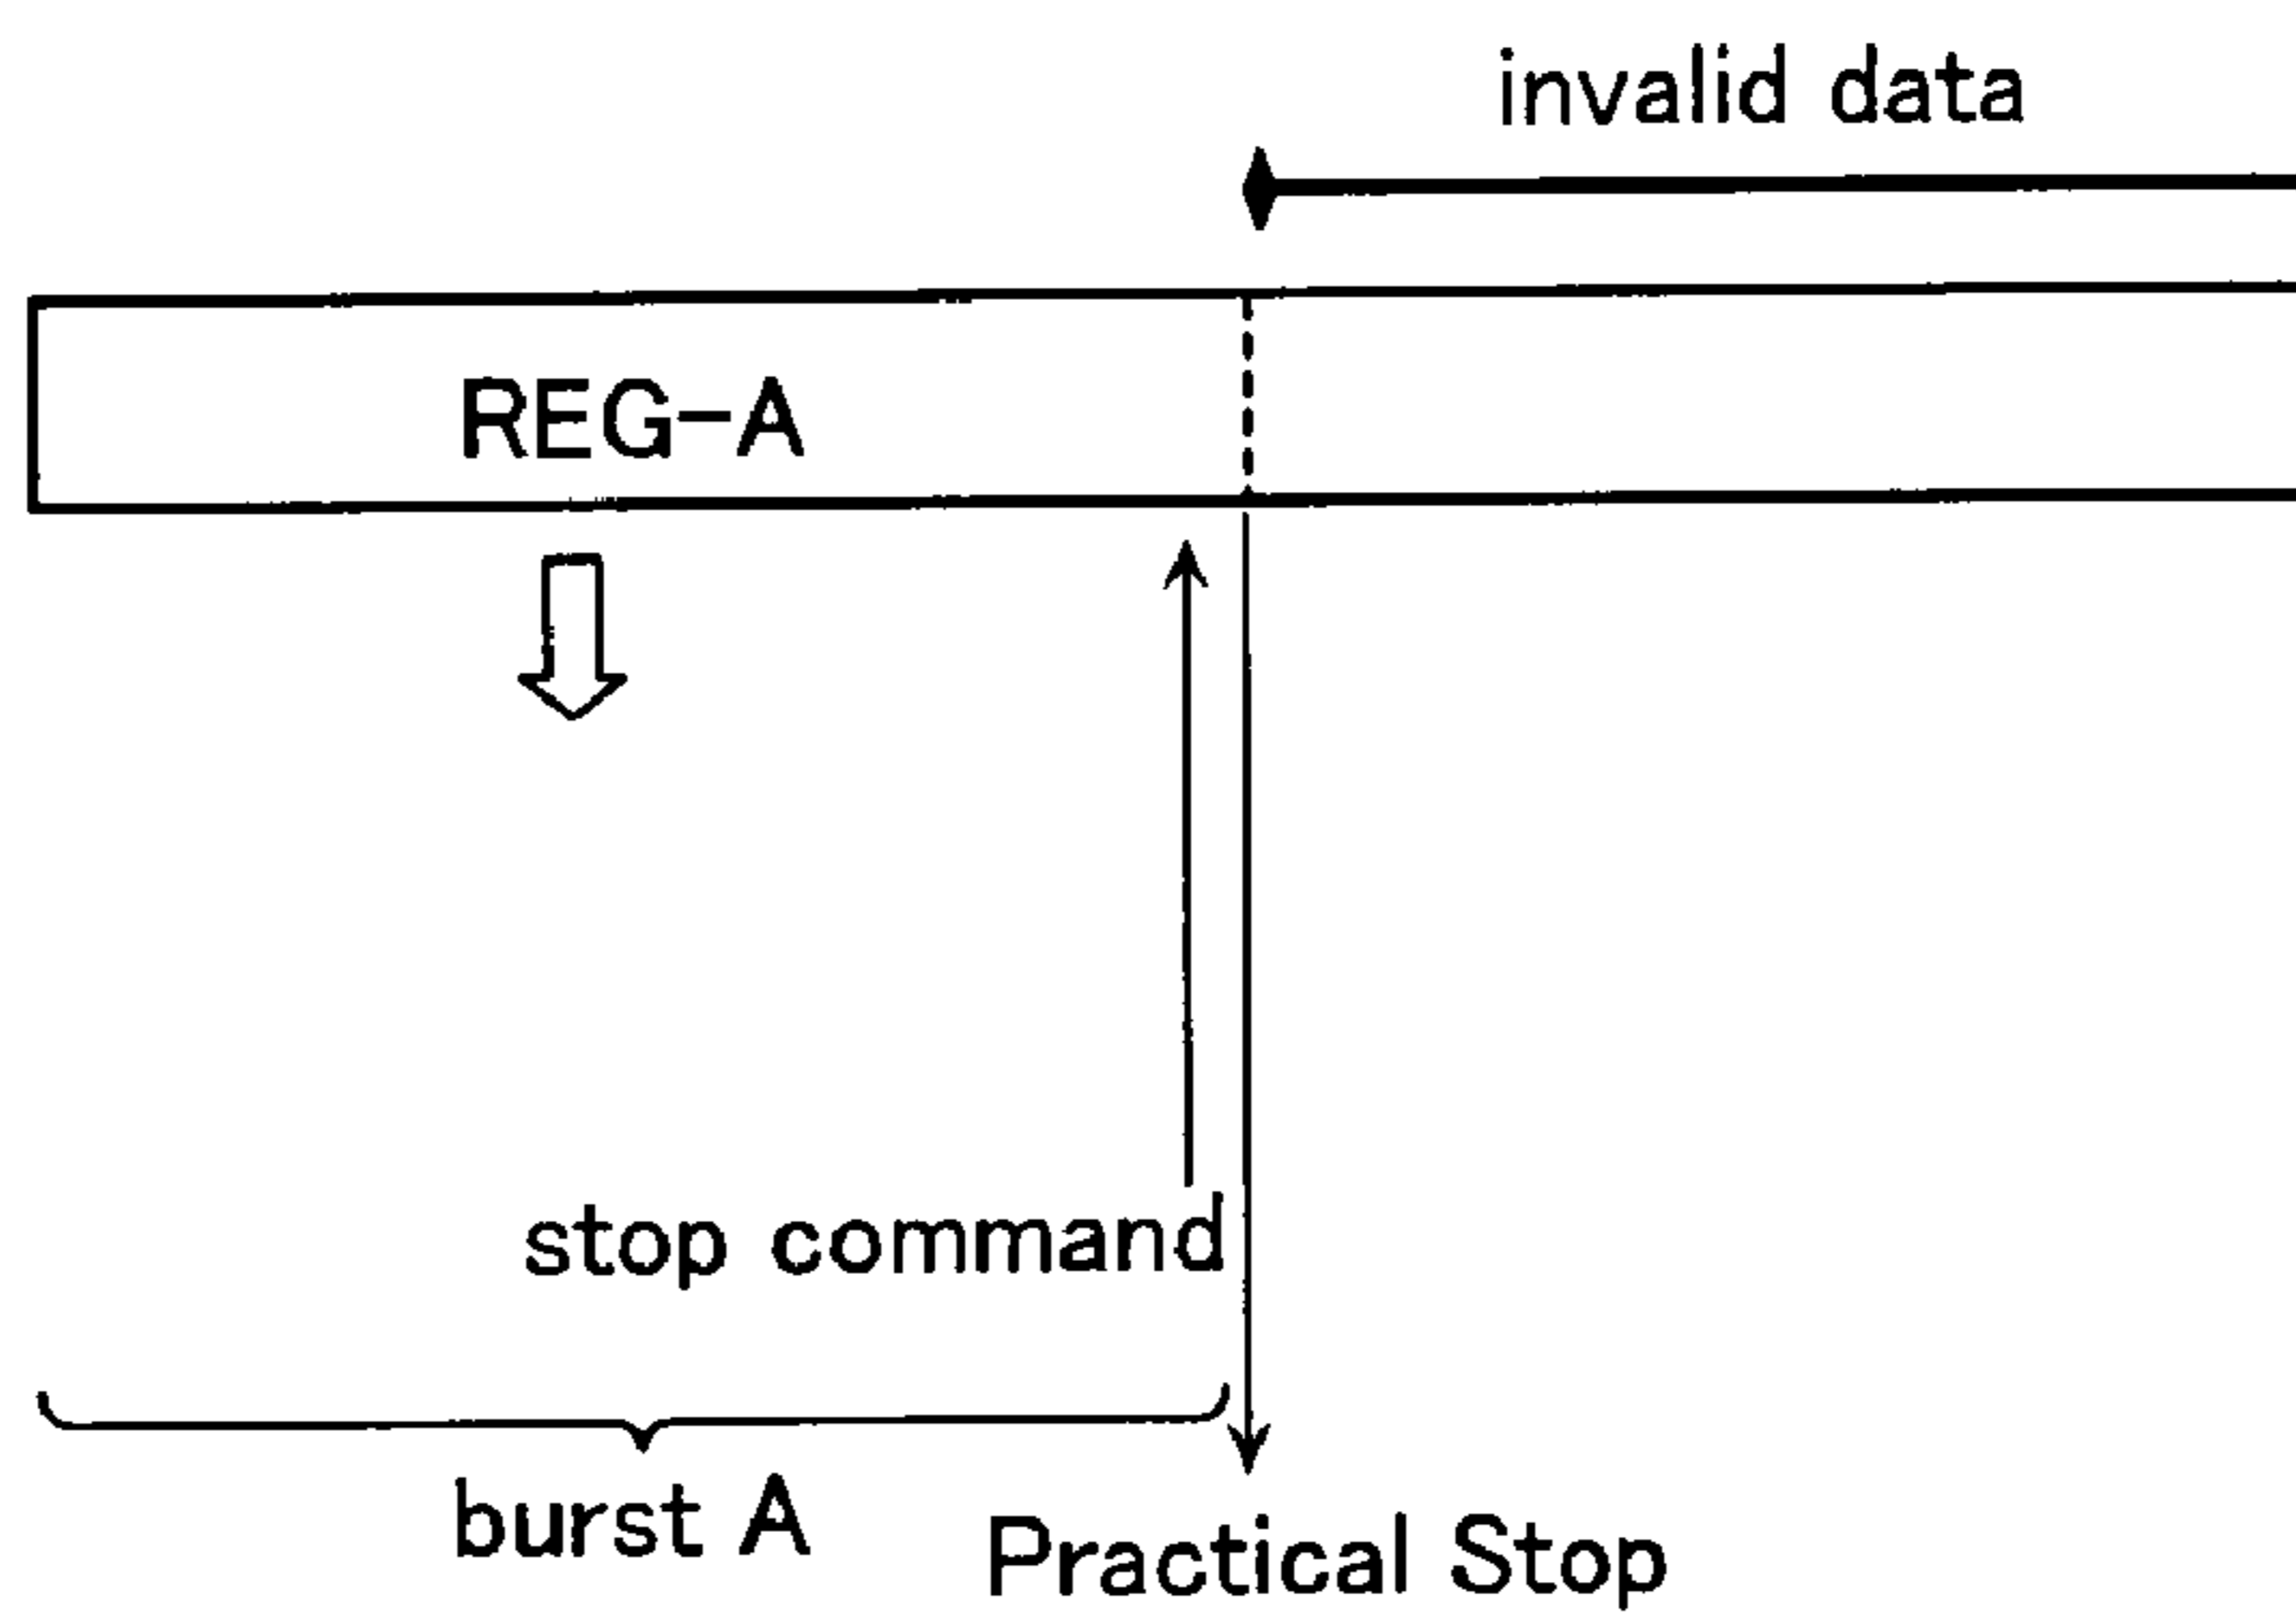 invalid data
REG-A
stop command
burst A
Practical Stop